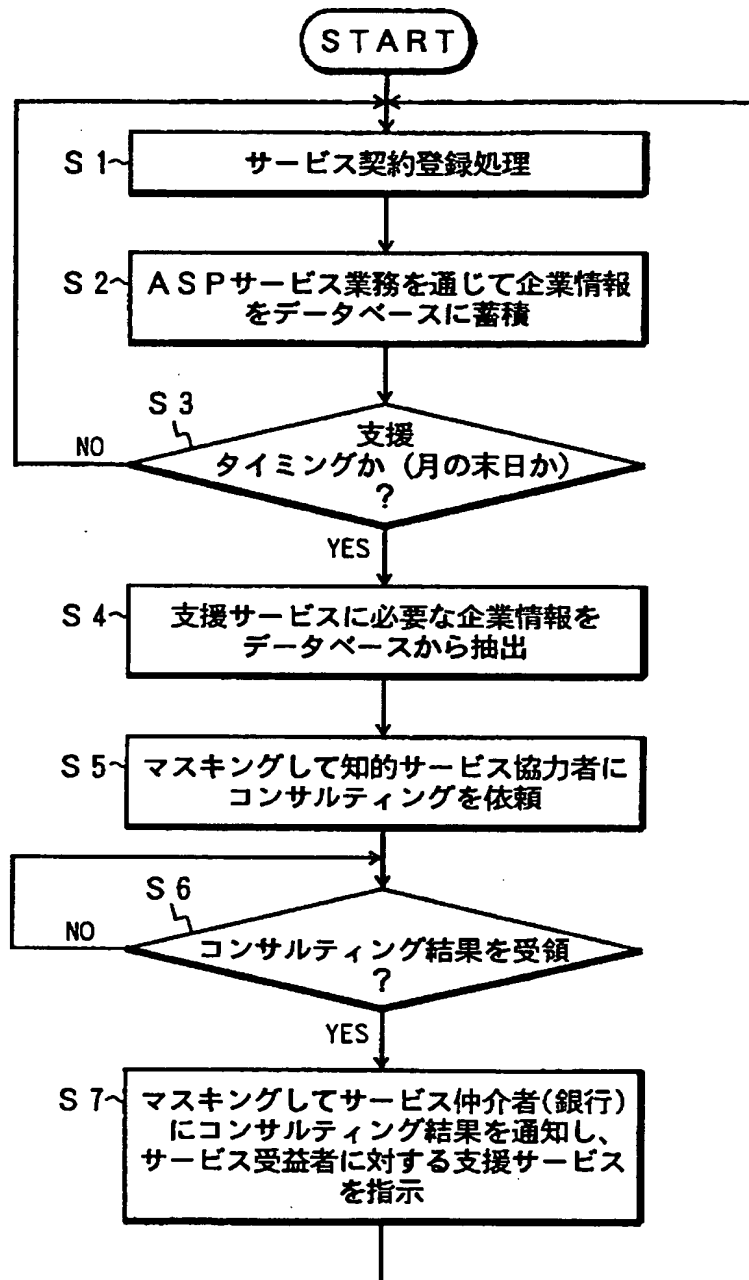 START
S1
サービス契約登録処理
S2
ASPサービス業務を通じて企業情報
をデータベースに蓄積
S3
支援
タイミングか(月の末日か)
?
NO
YES
S4
支援サービスに必要な企業情報を
データベースから抽出
S5
マスキングして知的サービス協力者に
コンサルティングを依頼
S6
コンサルティング結果を受領
?
NO
YES
S7
マスキングしてサービス仲介者(銀行)
にコンサルティング結果を通知し、
サービス受益者に対する支援サービス
を指示